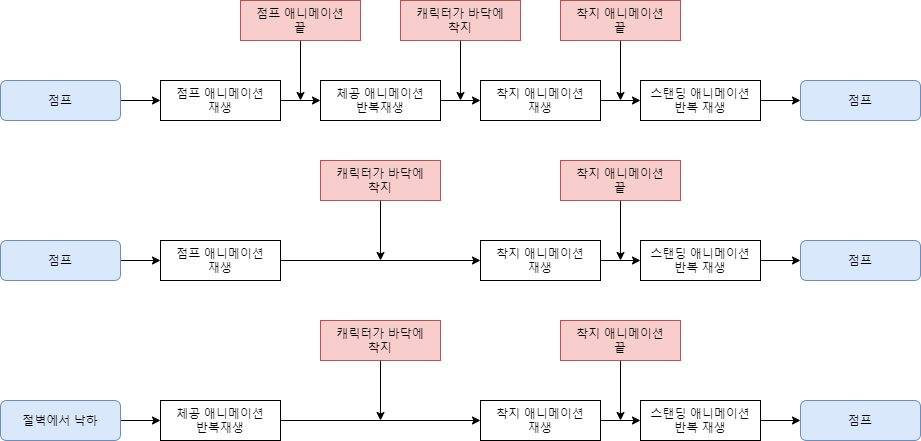 점프 애니메이션
끝
캐릭터가 바닥에
착지
착지 애니메이션
끝
점프
점프 애니메이션
재생
체공 애니메이션
반복재생
착지 애니메이션
재생
스탠딩 애니메이션
반복 재생
점프
캐릭터가 바닥에
착지
착지 애니메이션
끝
점프
점프 애니메이션
재생
착지 애니메이션
재생
스탠딩 애니메이션
반복 재생
점프
캐릭터가 바닥에
착지
착지 애니메이션
끝
절벽에서 낙하
체공 애니메이션
반복재생
착지 애니메이션
재생
스탠딩 애니메이션
반복 재생
점프